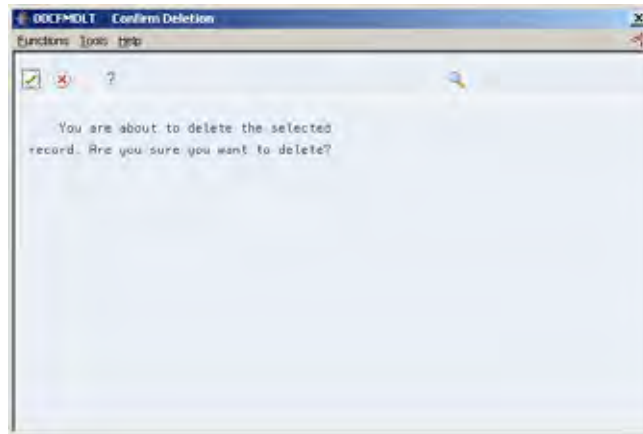 00CFMDLT Confirm Deletion
Functions Tools Help
?
You are about to delete the selected
record. Are you sure you want to delete?